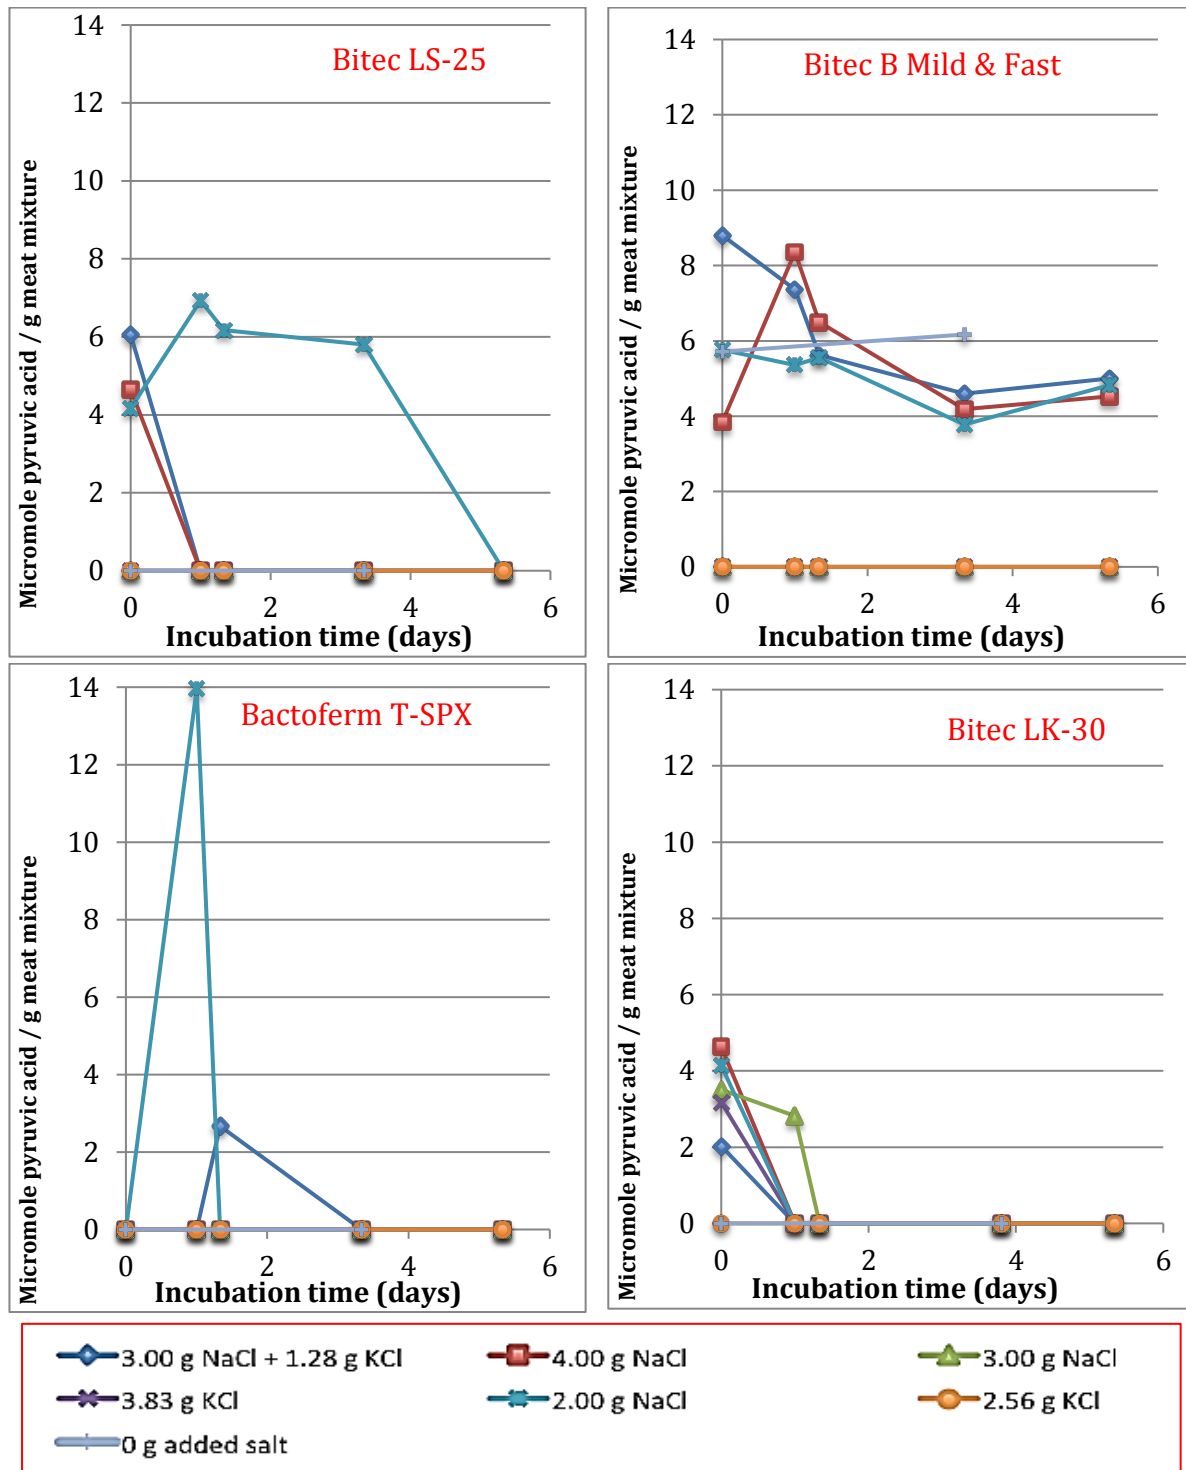 Bitec LS-25
14
12
10
8
6
4
2
0
0 2 4 6
Micromole pyruvic acid / g meat mixture
Incubation time (days)
Bitec B Mild & Fast
14
12
10
8
6
4
2
0
0 2 4 6
Micromole pyruvic acid / g meat mixture
Incubation time (days)
Bactoferm T-SPX
14
12
10
8
6
4
2
0
0 2 4 6
Micromole pyruvic acid / g meat mixture
Incubation time (days)
Bitec LK-30
14
12
10
8
6
4
2
0
0 2 4 6
Micromole pyruvic acid / g meat mixture
Incubation time (days)
3.00 g NaCl + 1.28 g KCl 4.00 g NaCl 3.00 g NaCl
3.83 g KCl 2.00 g NaCl 2.56 g KCl
0 g added salt